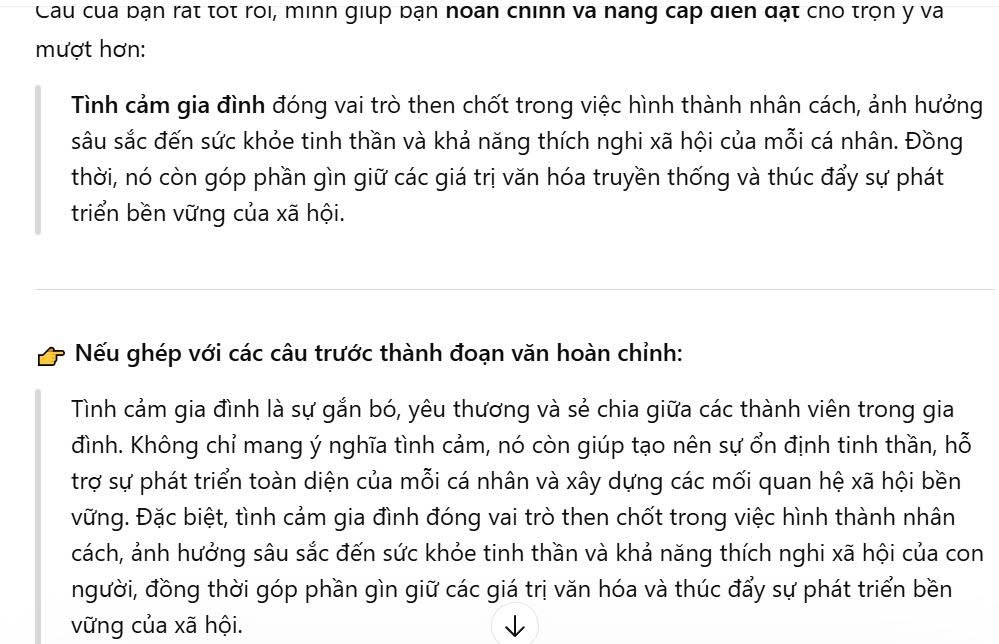 Câu của bạn rất tốt rồi, mình giúp bạn hoàn chỉnh và nâng cấp diễn đạt cho trọn ý và
mượt hơn:
Tình cảm gia đình đóng vai trò then chốt trong việc hình thành nhân cách, ảnh hưởng
sâu sắc đến sức khỏe tinh thần và khả năng thích nghi xã hội của mỗi cá nhân. Đồng
thời, nó còn góp phần gìn giữ các giá trị văn hóa truyền thống và thúc đẩy sự phát
triển bền vững của xã hội.
👉 Nếu ghép với các câu trước thành đoạn văn hoàn chỉnh:
Tình cảm gia đình là sự gắn bó, yêu thương và sẻ chia giữa các thành viên trong gia
đình. Không chỉ mang ý nghĩa tình cảm, nó còn giúp tạo nên sự ổn định tinh thần, hỗ
trợ sự phát triển toàn diện của mỗi cá nhân và xây dựng các mối quan hệ xã hội bền
vững. Đặc biệt, tình cảm gia đình đóng vai trò then chốt trong việc hình thành nhân
cách, ảnh hưởng sâu sắc đến sức khỏe tinh thần và khả năng thích nghi xã hội của con
người, đồng thời góp phần gìn giữ các giá trị văn hóa và thúc đẩy sự phát triển bền
vững của xã hội.